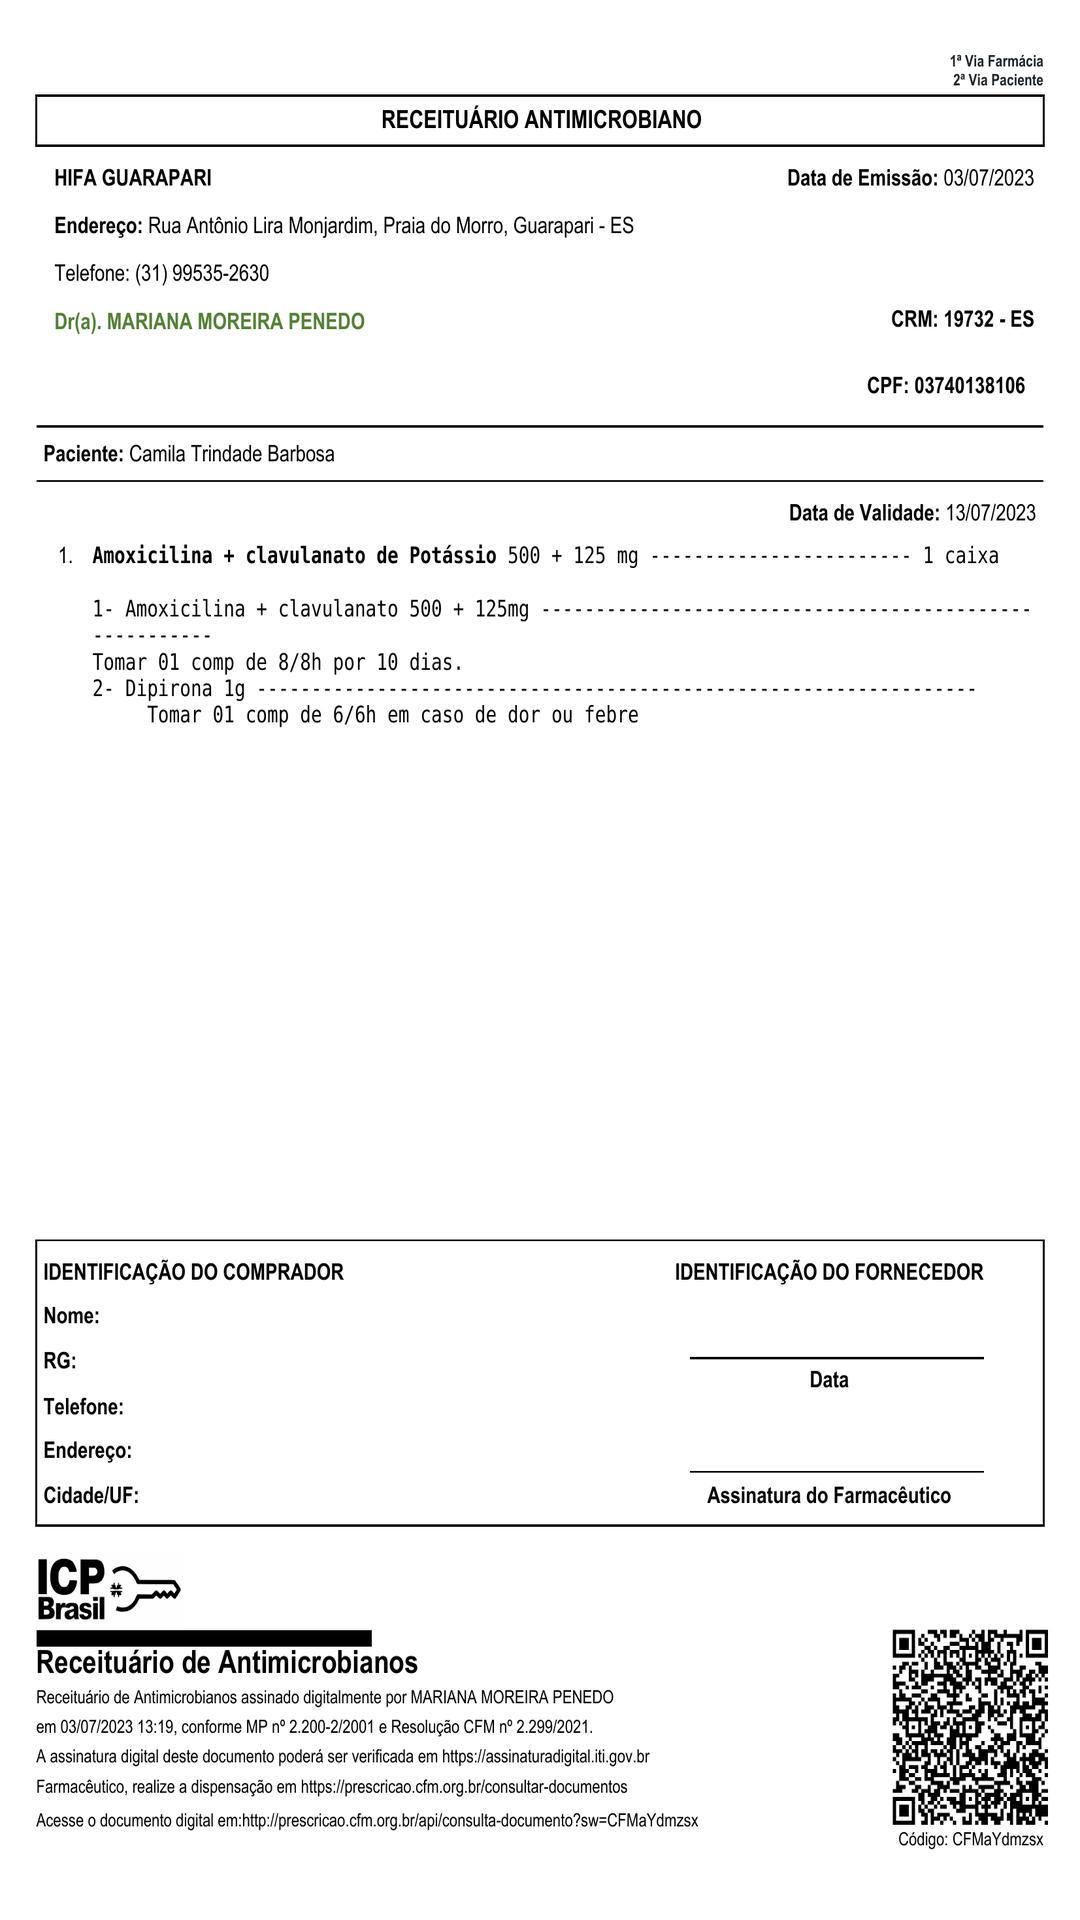 1ª Via Farmácia
2ª Via Paciente
RECEITUÁRIO ANTIMICROBIANO
HIFA GUARAPARI
Data de Emissão: 03/07/2023
Endereço: Rua Antônio Lira Monjardim, Praia do Morro, Guarapari - ES
Telefone: (31) 99535-2630
Dr(a). MARIANA MOREIRA PENEDO
CRM: 19732 - ES
CPF: 03740138106
Paciente: Camila Trindade Barbosa
Data de Validade: 13/07/2023
1. Amoxicilina + clavulanato de Potássio 500 + 125 mg ------------------------ 1 caixa
1- Amoxicilina + clavulanato 500 + 125mg ---------------------------------------------
-----------
Tomar 01 comp de 8/8h por 10 dias.
2- Dipirona 1g ------------------------------------------------------------------
Tomar 01 comp de 6/6h em caso de dor ou febre
IDENTIFICAÇÃO DO COMPRADOR
Nome:
RG:
Telefone:
Endereço:
Cidade/UF:
IDENTIFICAÇÃO DO FORNECEDOR
Data
Assinatura do Farmacêutico
ICP
Brasil
Receituário de Antimicrobianos
Receituário de Antimicrobianos assinado digitalmente por MARIANA MOREIRA PENEDO
em 03/07/2023 13:19, conforme MP nº 2.200-2/2001 e Resolução CFM nº 2.299/2021.
A assinatura digital deste documento poderá ser verificada em https://assinaturadigital.iti.gov.br
Farmacêutico, realize a dispensação em https://prescricao.cfm.org.br/consultar-documentos
Acesse o documento digital em:http://prescricao.cfm.org.br/api/consulta-documento?sw=CFMaYdmzsx
Código: CFMaYdmzsx